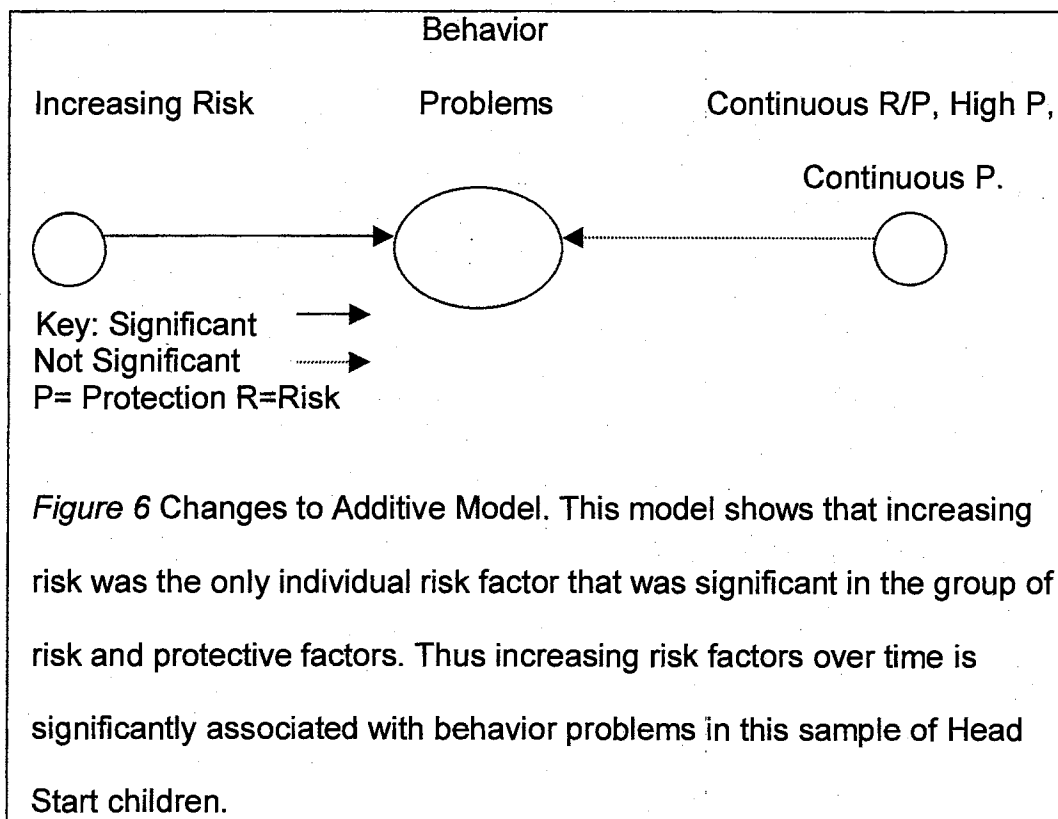 Behavior
Increasing Risk Problems Continuous R/P, High P,
Continuous P.
Key: Significant
Not Significant
P= Protection R=Risk
Figure 6 Changes to Additive Model. This model shows that increasing
risk was the only individual risk factor that was significant in the group of
risk and protective factors. Thus increasing risk factors over time is
significantly associated with behavior problems in this sample of Head
Start children.